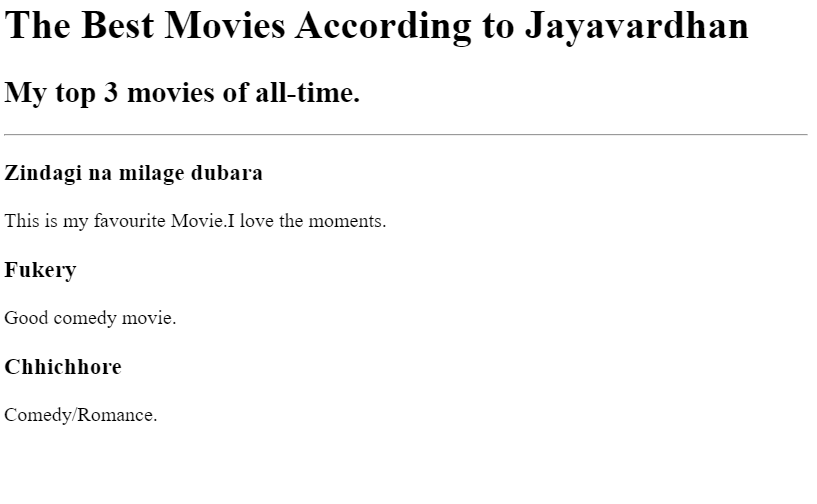 The Best Movies According to Jayavardhan
My top 3 movies of all-time.
Zindagi na milage dubara
This is my favourite Movie.I love the moments.
Fukery
Good comedy movie.
Chhichhore
Comedy/Romance.